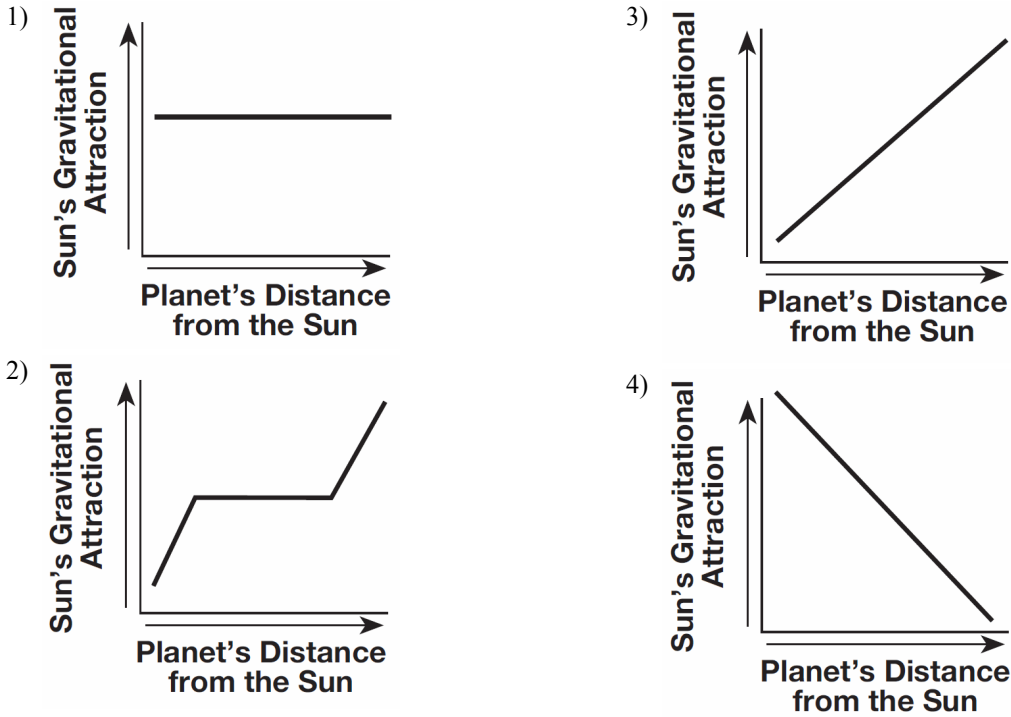 1)
Sun's Gravitational
Attraction
Planet's Distance
from the Sun
2)
Sun's Gravitational
Attraction
Planet's Distance
from the Sun
3)
Sun's Gravitational
Attraction
Planet's Distance
from the Sun
4)
Sun's Gravitational
Attraction
Planet's Distance
from the Sun